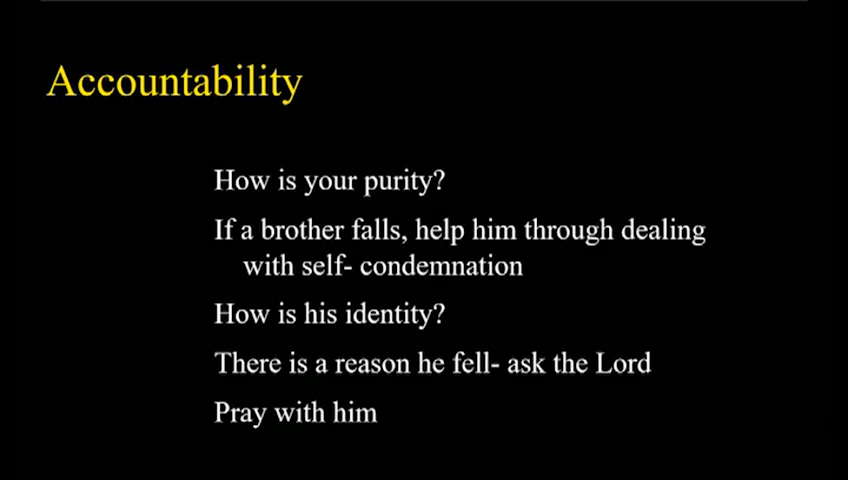 Accountability
How is your purity?
If a brother falls, help him through dealing
with self- condemnation
How is his identity?
There is a reason he fell- ask the Lord
Pray with him